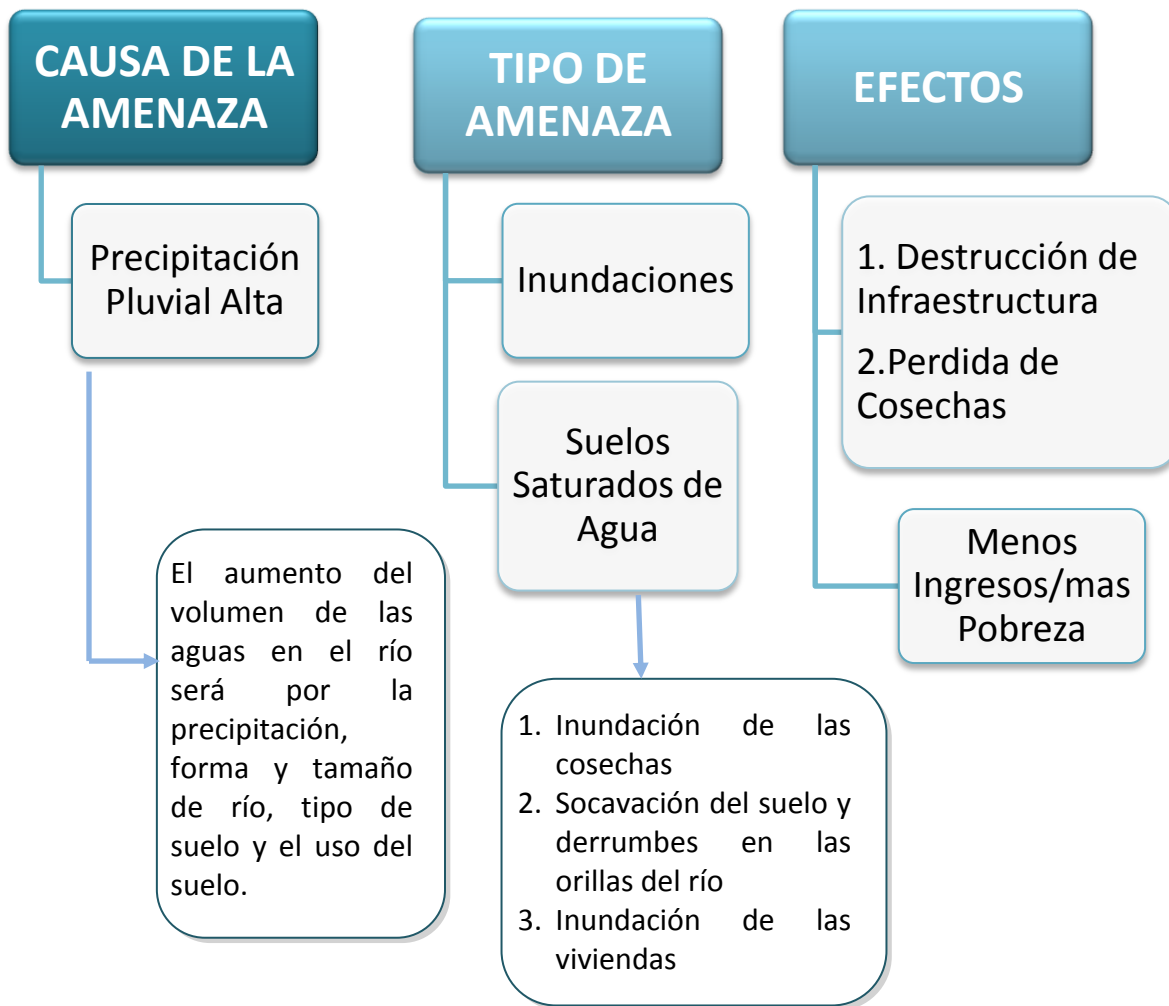 CAUSA DE LA
AMENAZA
Precipitación
Pluvial Alta
El aumento del
volumen de las
aguas en el río
será por la
precipitación,
forma y tamaño
de río, tipo de
suelo y el uso del
suelo.
TIPO DE
AMENAZA
Inundaciones
Suelos
Saturados de
Agua
1. Inundación de las
cosechas
2. Socavación del suelo y
derrumbes en las
orillas del río
3. Inundación de las
viviendas
EFECTOS
1. Destrucción de
Infraestructura
2.Perdida de
Cosechas
Menos
Ingresos/mas
Pobreza